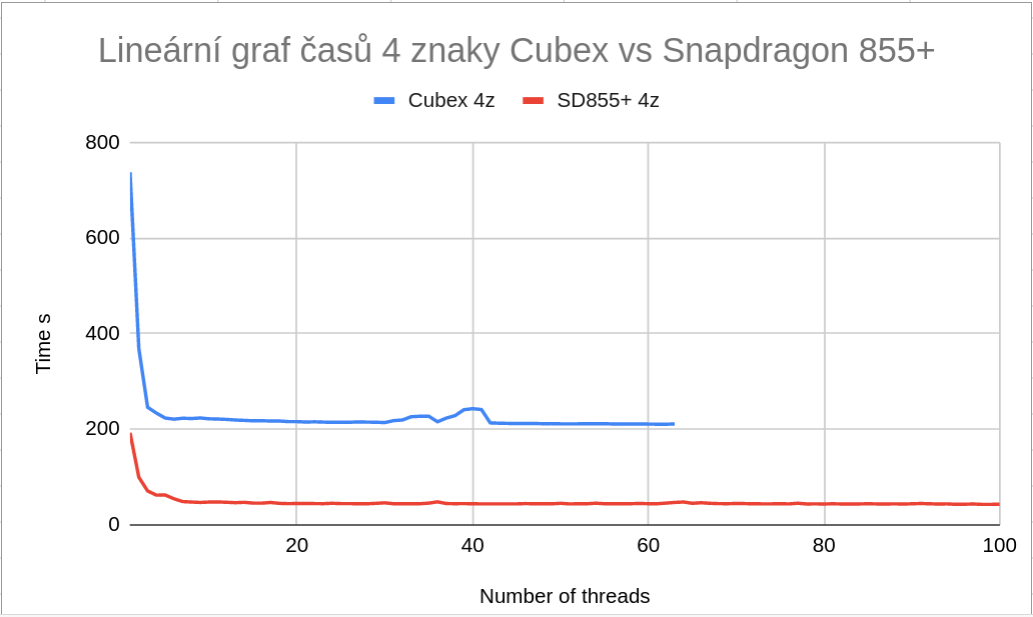 Lineární graf časů 4 znaky Cubex vs Snapdragon 855+
Cubex 4z SD855+ 4z
800
600
400
200
0
Time s
20 40 60 80 100
Number of threads